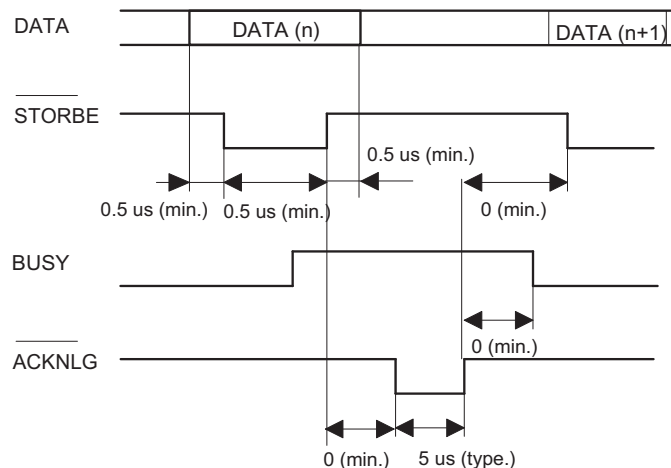 DATA
DATA (n)
DATA (n+1)
STORBE
0.5 us (min.)
0.5 us (min.)
0.5 us (min.)
0 (min.)
BUSY
0 (min.)
ACKNLG
0 (min.)
5 us (type.)